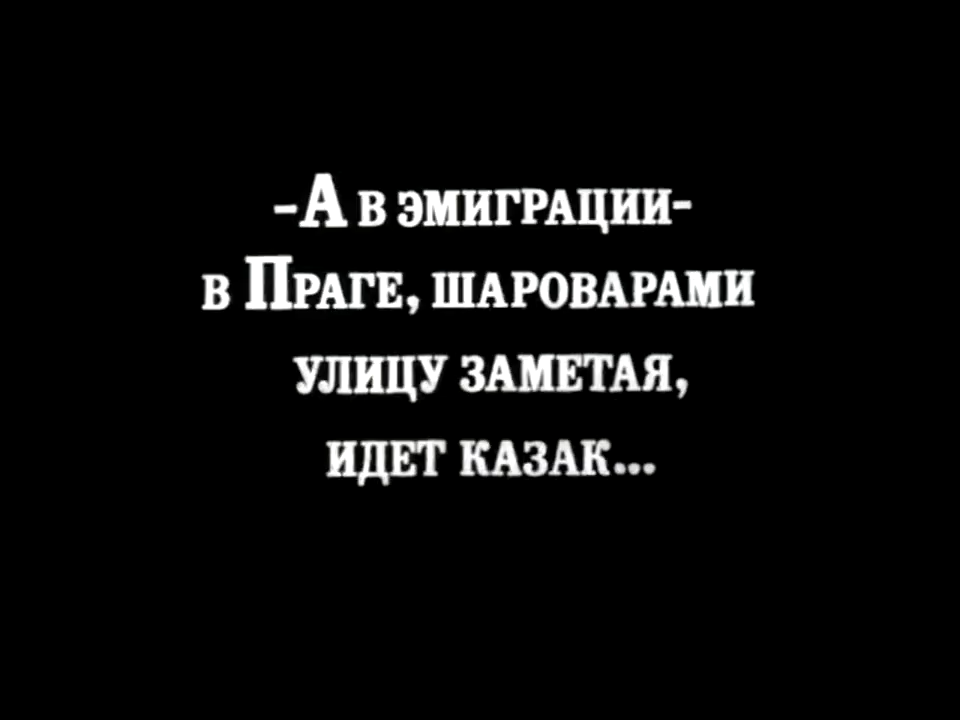 -А в эмиграции-
в Праге, шароварами
улицу заметая,
идет казак...